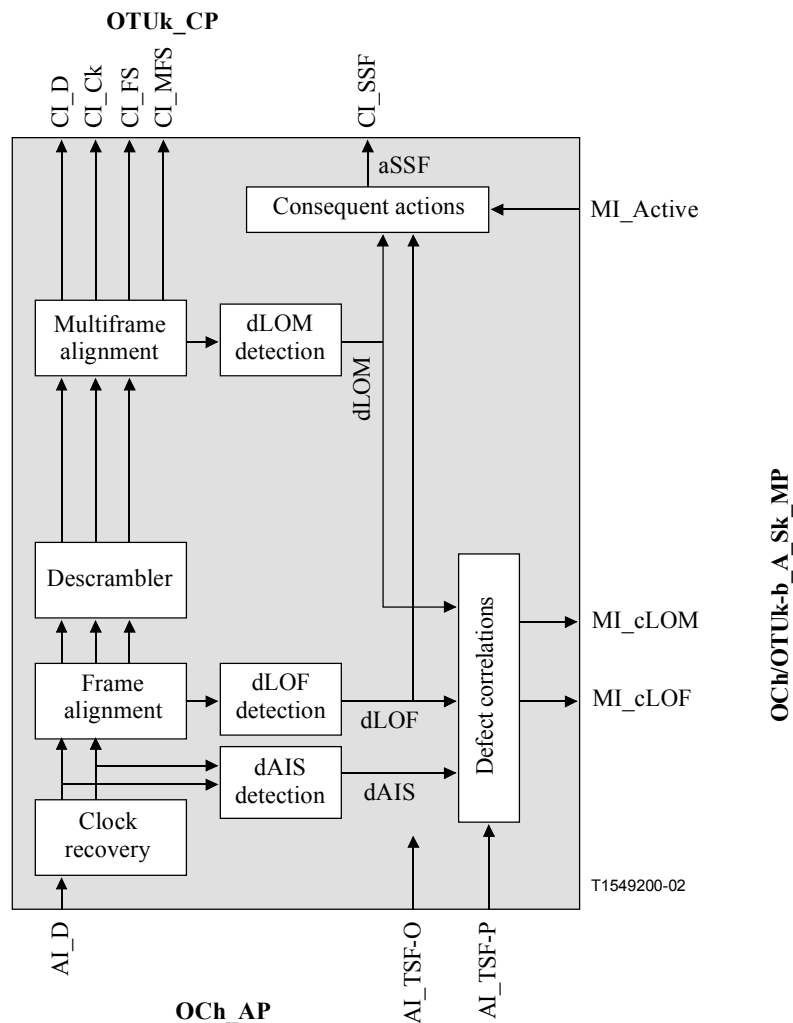 OTUk_CP
CI_D
CI_Ck
CI_FS
CI_MFS
CI_SSF
aSSF
Consequent actions
MI_Active
Multiframe
alignment
dLOM
detection
dLOM
Descrambler
Defect correlations
MI_cLOM
OCh/OTUk-b_A_Sk_MP
Frame
alignment
dLOF
detection
dLOF
MI_cLOF
dAIS
detection
dAIS
Clock
recovery
T1549200-02
AI_D
AI_TSF-O
AI_TSF-P
OCh_AP